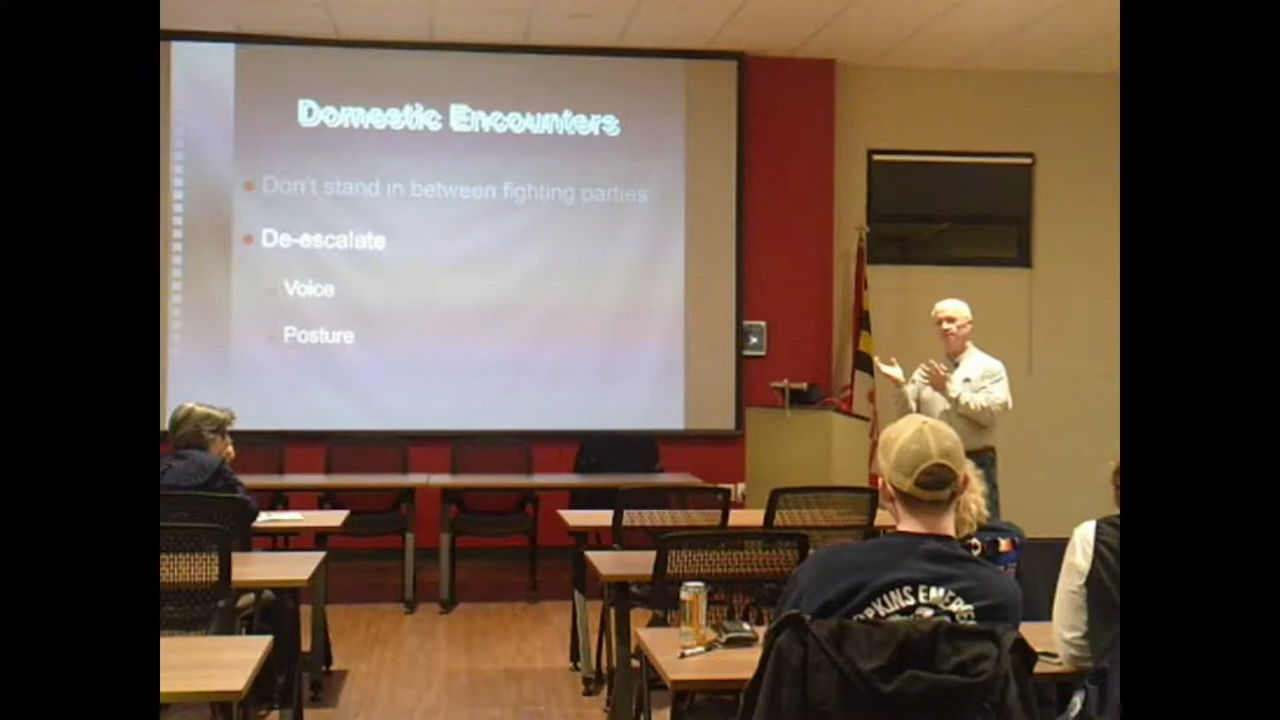 Domestic Encounters
Don't stand in between fighting parties
De-escalate
Voice
Posture